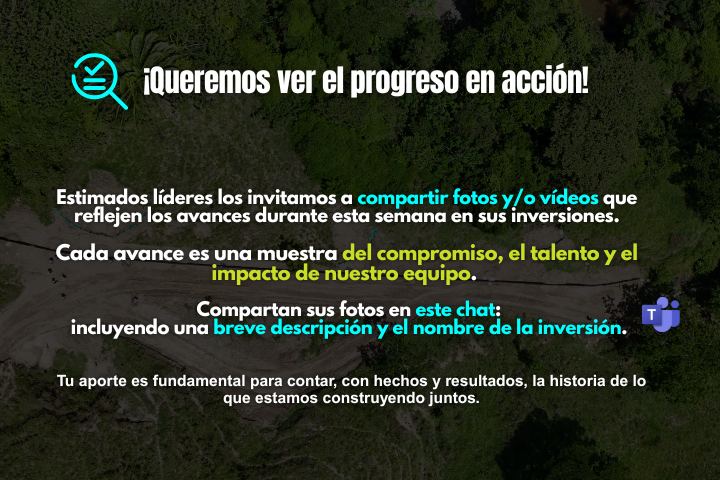 ¡Queremos ver el progreso en acción!
Estimados líderes los invitamos a compartir fotos y/o vídeos que
reflejen los avances durante esta semana en sus inversiones.
Cada avance es una muestra del compromiso, el talento y el
impacto de nuestro equipo.
Compartan sus fotos en este chat:
incluyendo una breve descripción y el nombre de la inversión.
T
Tu aporte es fundamental para contar, con hechos y resultados, la historia de lo
que estamos construyendo juntos.